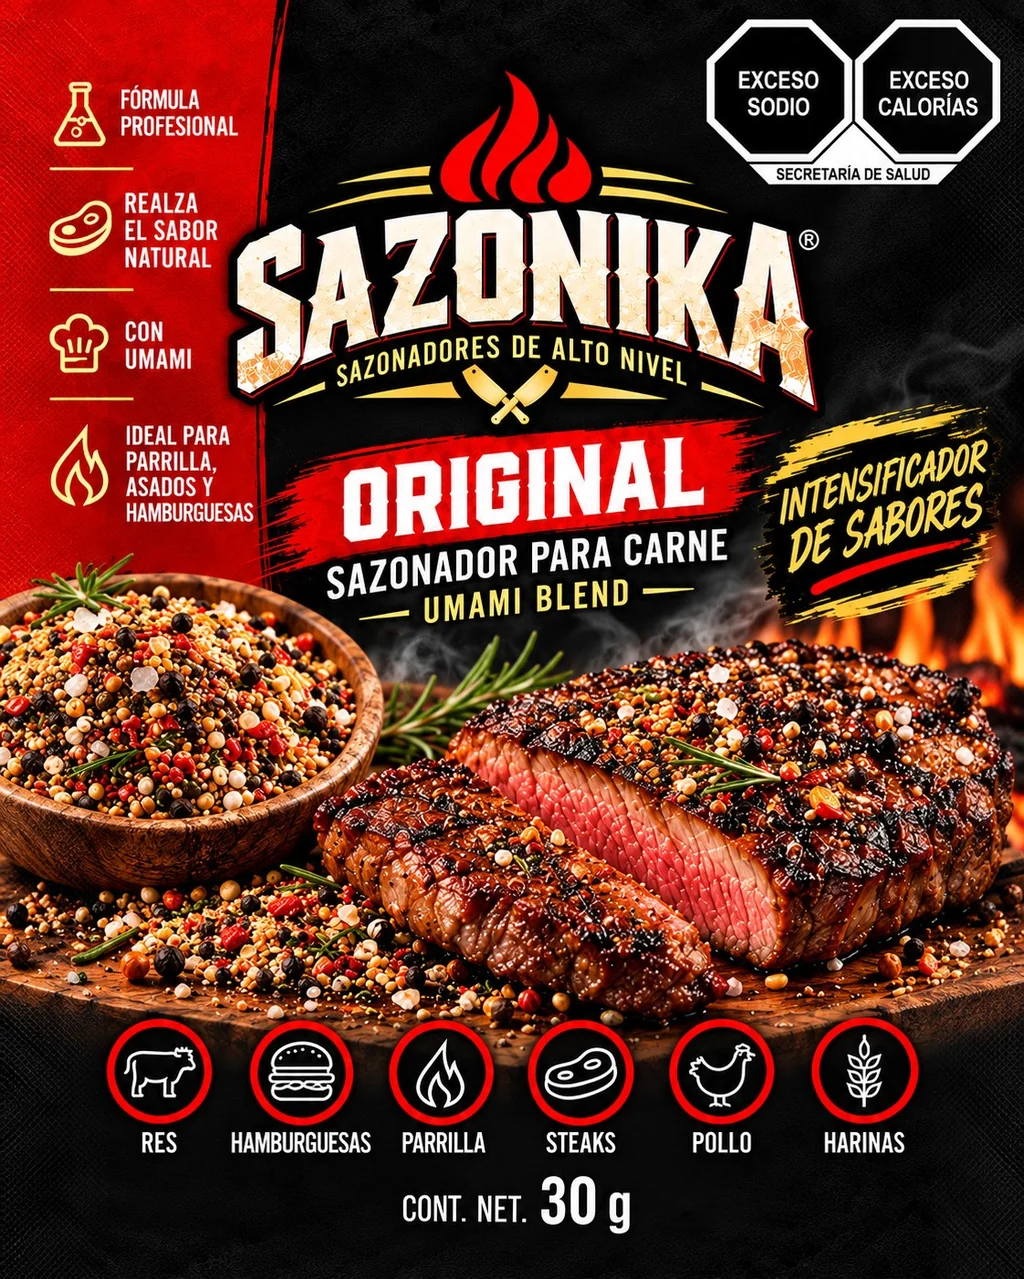 FÓRMULA
PROFESIONAL
REALZA
EL SABOR
NATURAL
CON
UMAMI
IDEAL PARA
PARRILLA,
ASADOS Y
HAMBURGUESAS
EXCESO
SODIO
EXCESO
CALORÍAS
SECRETARÍA DE SALUD
SAZONIKA®
SAZONADORES DE ALTO NIVEL
ORIGINAL
SAZONADOR PARA CARNE
UMAMI BLEND
INTENSIFICADOR
DE SABORES
RES
HAMBURGUESAS
PARRILLA
STEAKS
POLLO
HARINAS
CONT. NET. 30 g